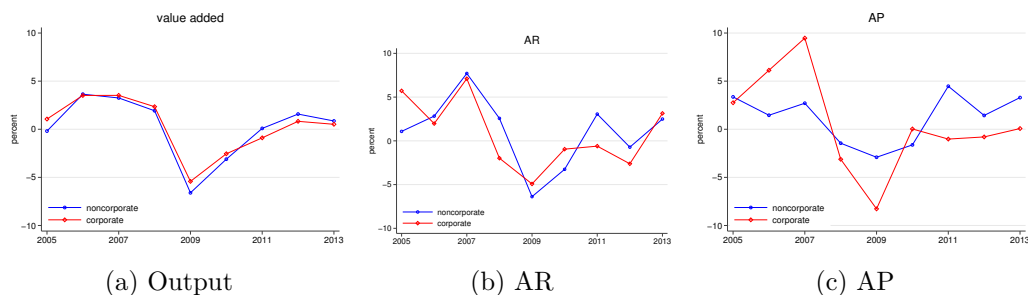 value added
10
5
0
−5
−10
percent
noncorporate
corporate
2005 2007 2009 2011 2013
(a) Output
AR
10
5
0
−5
−10
percent
noncorporate
corporate
2005 2007 2009 2011 2013
(b) AR
AP
10
5
0
−5
−10
percent
noncorporate
corporate
2005 2007 2009 2011 2013
(c) AP